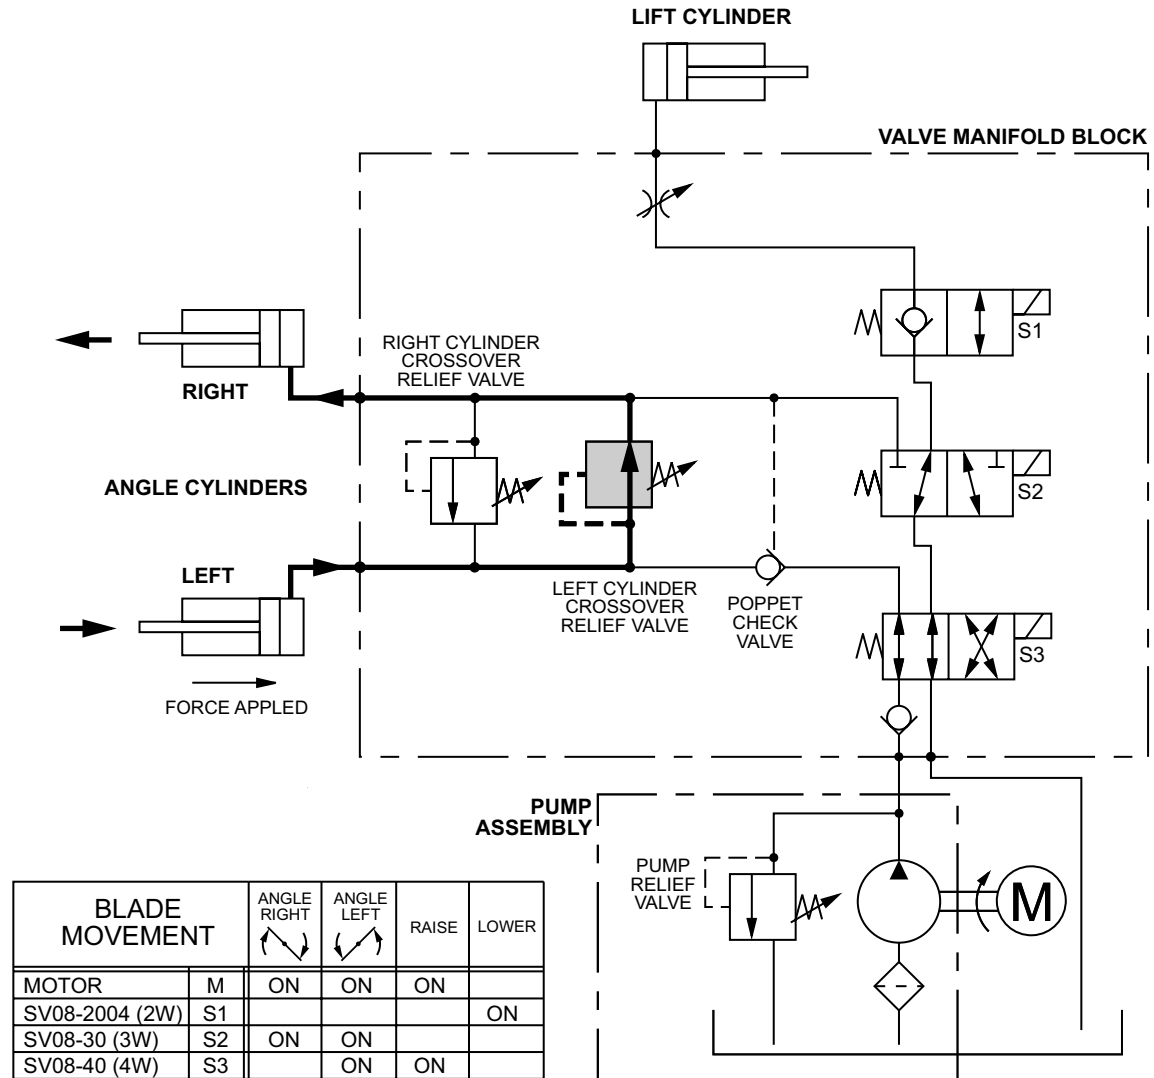 LIFT CYLINDER
VALVE MANIFOLD BLOCK
S1
RIGHT CYLINDER
CROSSOVER
RELIEF VALVE
RIGHT
S2
ANGLE CYLINDERS
LEFT
LEFT CYLINDER
CROSSOVER
RELIEF VALVE
POPPET
CHECK
VALVE
S3
FORCE APPLED
PUMP
ASSEMBLY
PUMP
RELIEF
VALVE
M
BLADE
MOVEMENT
ANGLE
RIGHT
ANGLE
LEFT
RAISE
LOWER
MOTOR M ON ON ON
SV08-2004 (2W) S1 ON
SV08-30 (3W) S2 ON ON
SV08-40 (4W) S3 ON ON